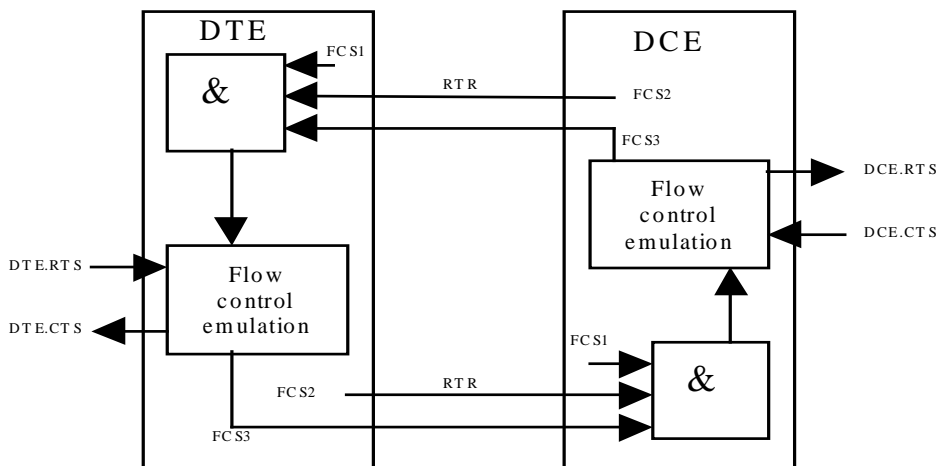 DTE
DCE
FCS1
&
RTR
FCS2
FCS3
DCE.RTS
Flow
control
emulation
DCE.CTS
DTE.RTS
Flow
control
emulation
DTE.CTS
FCS1
&
FCS2
RTR
FCS3